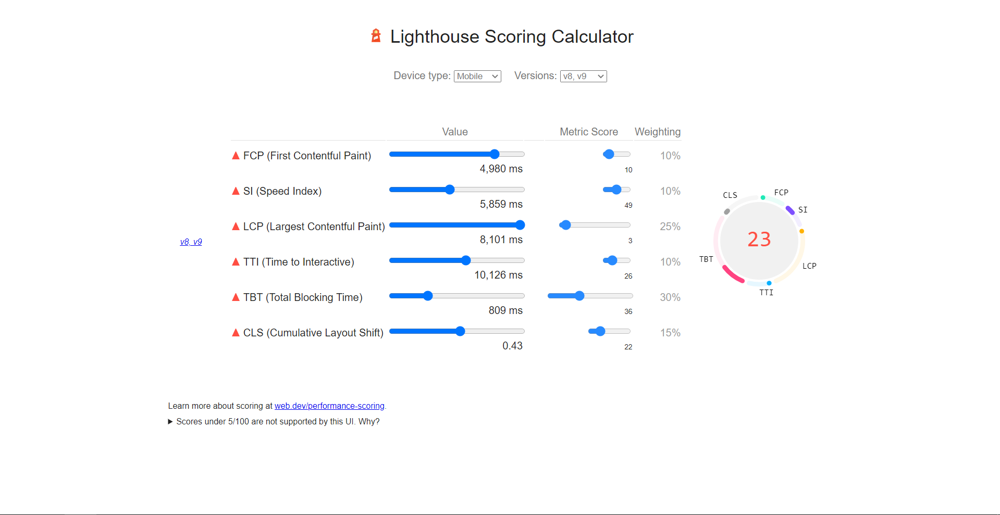 Lighthouse Scoring Calculator
Device type: Mobile Versions: v8, v9
Value Metric Score Weighting
FCP (First Contentful Paint) 10%
4,980 ms 10
SI (Speed Index) 10%
5,859 ms 49
LCP (Largest Contentful Paint) 25%
8,101 ms 3
v8, v9
TTI (Time to Interactive) 10%
10,126 ms 26
TBT (Total Blocking Time) 30%
809 ms 36
CLS (Cumulative Layout Shift) 15%
0.43 22
CLS
FCP
SI
23
TBT
LCP
TTI
Learn more about scoring at web.dev/performance-scoring.
Scores under 5/100 are not supported by this UI. Why?